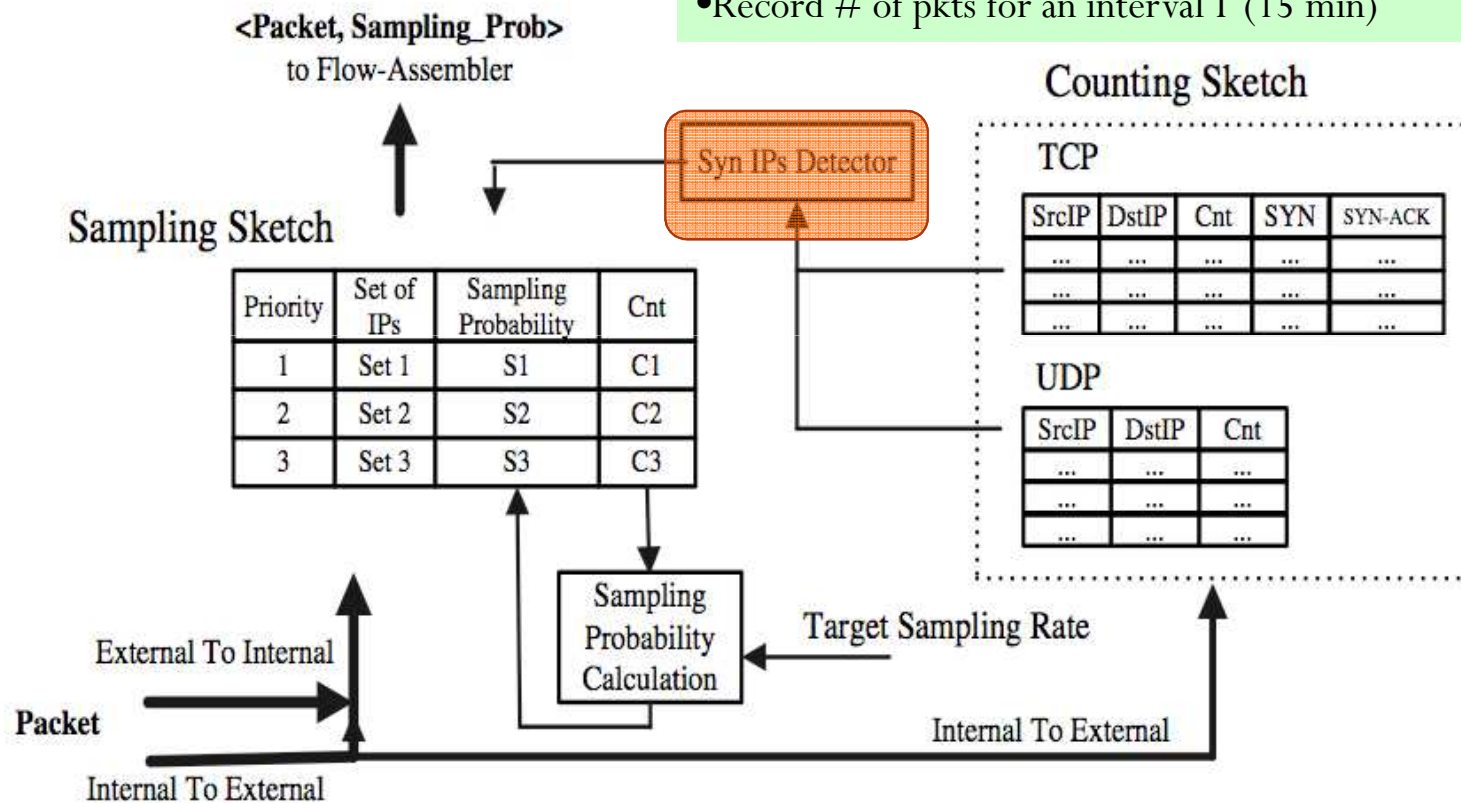 •Record # of pkts for an interval T (15 min)
<Packet, Sampling_Prob>
to Flow-Assembler
Syn IPs Detector
Counting Sketch
TCP
SrcIP DstIP Cnt SYN SYN-ACK
... ... ... ... ...
... ... ... ... ...
... ... ... ... ...
UDP
SrcIP DstIP Cnt
... ... ...
... ... ...
... ... ...
Sampling Sketch
Priority Set of IPs Sampling Probability Cnt
1 Set 1 S1 C1
2 Set 2 S2 C2
3 Set 3 S3 C3
Sampling
Probability
Calculation
Target Sampling Rate
External To Internal
Packet
Internal To External
Internal To External